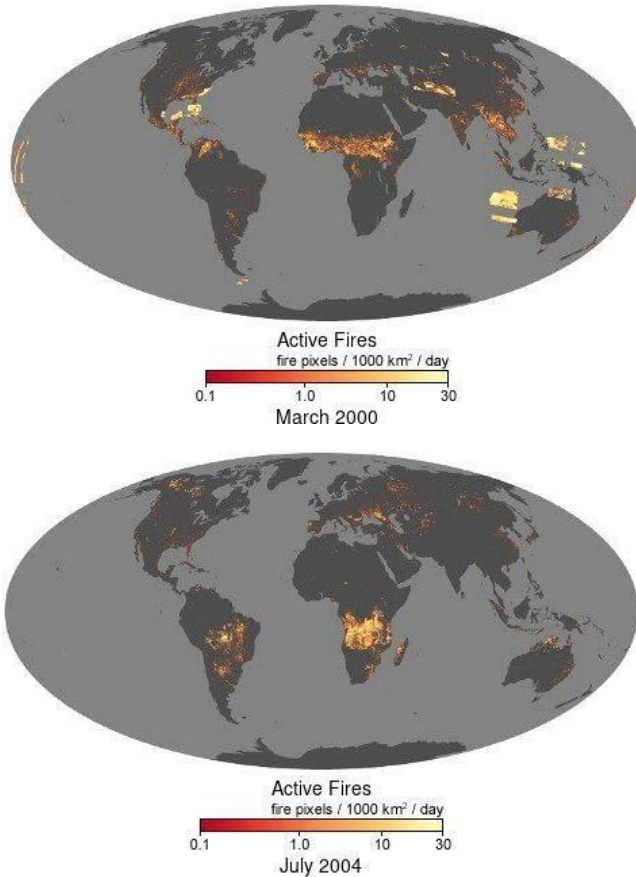 Active Fires
fire pixels / 1000 km² / day
0.1 1.0 10 30
March 2000
Active Fires
fire pixels / 1000 km² / day
0.1 1.0 10 30
July 2004